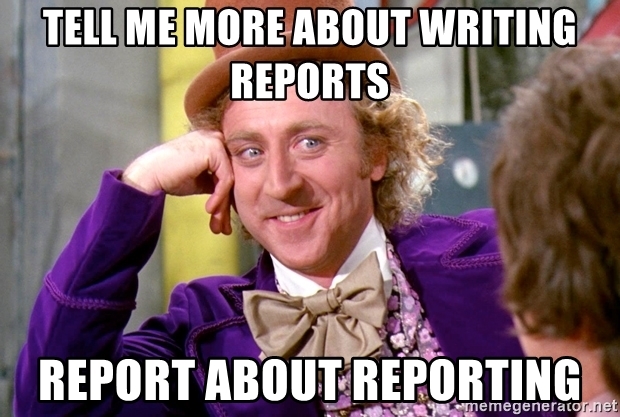 TELL ME MORE ABOUT WRITING
REPORTS
REPORT ABOUT REPORTING
memegenerator.net